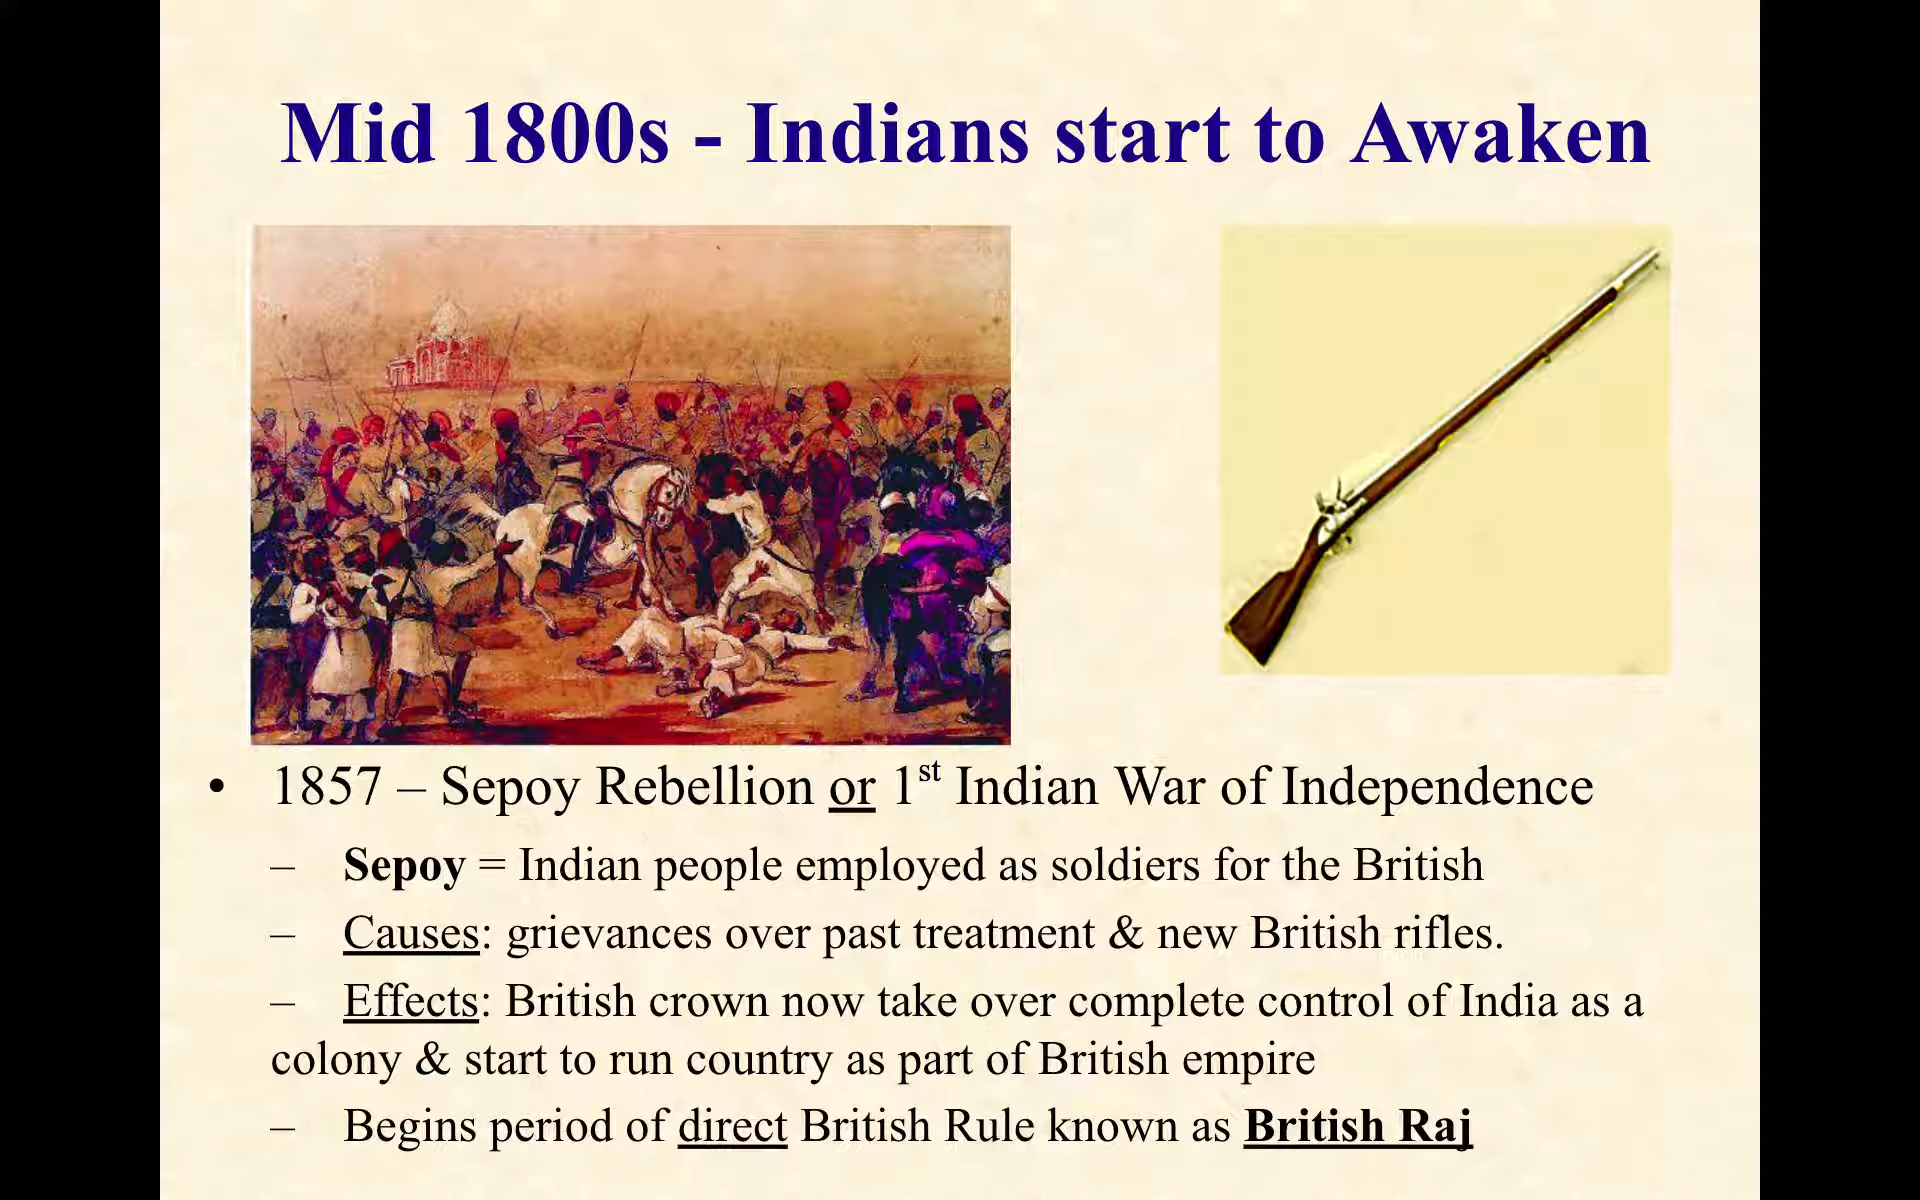 Mid 1800s - Indians start to Awaken
• 1857 – Sepoy Rebellion or 1st Indian War of Independence
– Sepoy = Indian people employed as soldiers for the British
– Causes: grievances over past treatment & new British rifles.
– Effects: British crown now take over complete control of India as a
colony & start to run country as part of British empire
– Begins period of direct British Rule known as British Raj